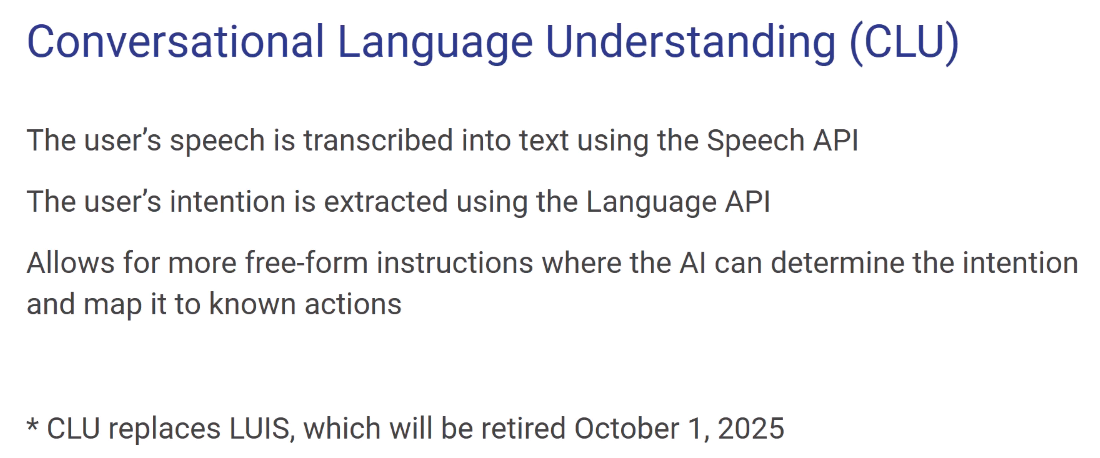 Conversational Language Understanding (CLU)
The user’s speech is transcribed into text using the Speech API
The user’s intention is extracted using the Language API
Allows for more free-form instructions where the AI can determine the intention
and map it to known actions
* CLU replaces LUIS, which will be retired October 1, 2025